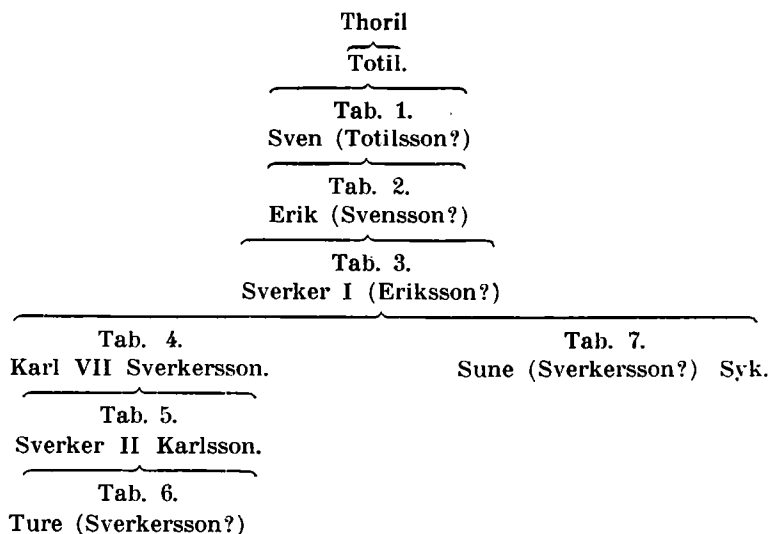 Thoril
Totil.
Tab. 1.
Sven (Totilsson?)
Tab. 2.
Erik (Svensson?)
Tab. 3.
Sverker I (Eriksson?)
Tab. 4. Tab. 7.
Karl VII Sverkersson. Sune (Sverkersson?) Syk.
Tab. 5.
Sverker II Karlsson.
Tab. 6.
Ture (Sverkersson?)